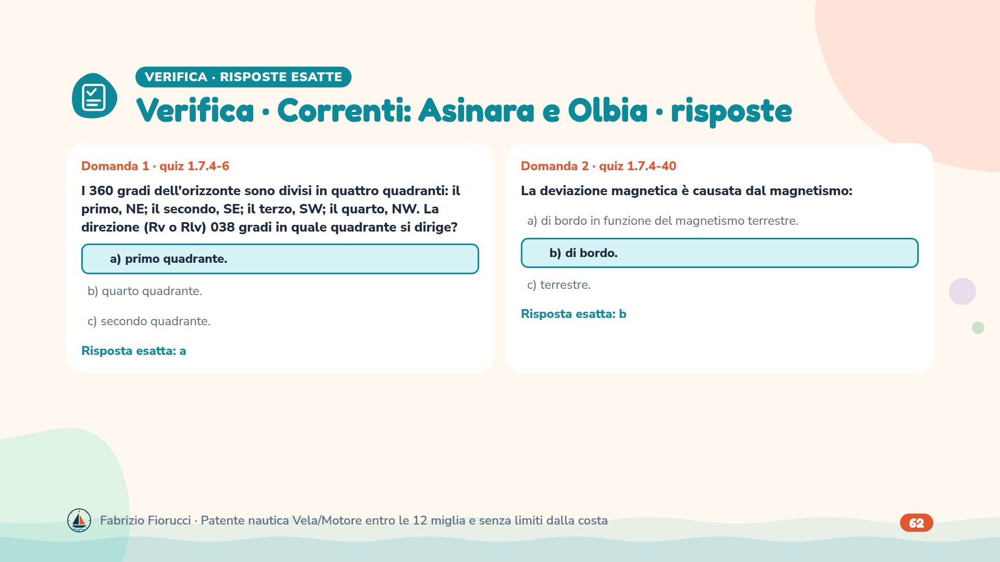 VERIFICA · RISPOSTE ESATTE
Verifica · Correnti: Asinara e Olbia · risposte
Domanda 1 · quiz 1.7.4-6
I 360 gradi dell'orizzonte sono divisi in quattro quadranti: il
primo, NE; il secondo, SE; il terzo, SW; il quarto, NW. La
direzione (Rv o Rlv) 038 gradi in quale quadrante si dirige?
a) primo quadrante.
b) quarto quadrante.
c) secondo quadrante.
Risposta esatta: a
Domanda 2 · quiz 1.7.4-40
La deviazione magnetica è causata dal magnetismo:
a) di bordo in funzione del magnetismo terrestre.
b) di bordo.
c) terrestre.
Risposta esatta: b
Fabrizio Fiorucci · Patente nautica Vela/Motore entro le 12 miglia e senza limiti dalla costa
62